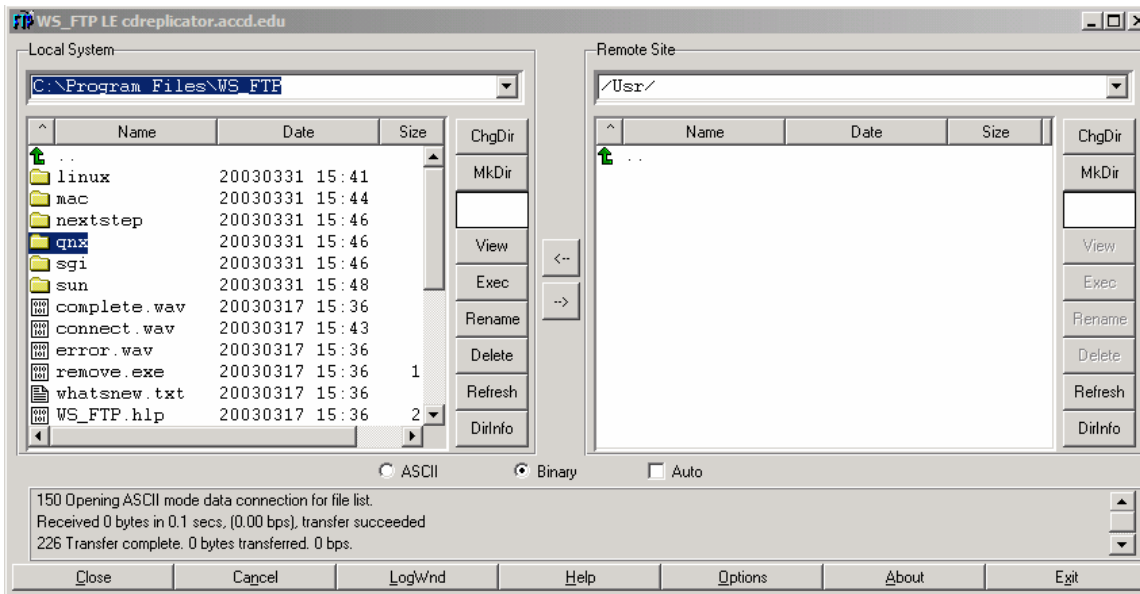 WS_FTP LE cdreplicator.accd.edu
Local System
Remote Site
C:\Program Files\WS_FTP
/Usr/
^ Name Date Size
^ Name Date Size
ChgDir
ChgDir
..
..
linux 20030331 15:41
MkDir
MkDir
mac 20030331 15:44
nextstep 20030331 15:46
qnx 20030331 15:46
View
View
<--
sgi 20030331 15:46
sun 20030331 15:48
Exec
Exec
-->
complete.wav 20030317 15:36
Rename
Rename
connect.wav 20030317 15:43
error.wav 20030317 15:36
Delete
Delete
remove.exe 20030317 15:36 1
whatsnew.txt 20030317 15:36
Refresh
Refresh
WS_FTP.hlp 20030317 15:36 2
DirInfo
DirInfo
ASCII Binary Auto
150 Opening ASCII mode data connection for file list.
Received 0 bytes in 0.1 secs, (0.00 bps), transfer succeeded
226 Transfer complete. 0 bytes transferred. 0 bps.
Close Cancel LogWnd Help Options About Exit